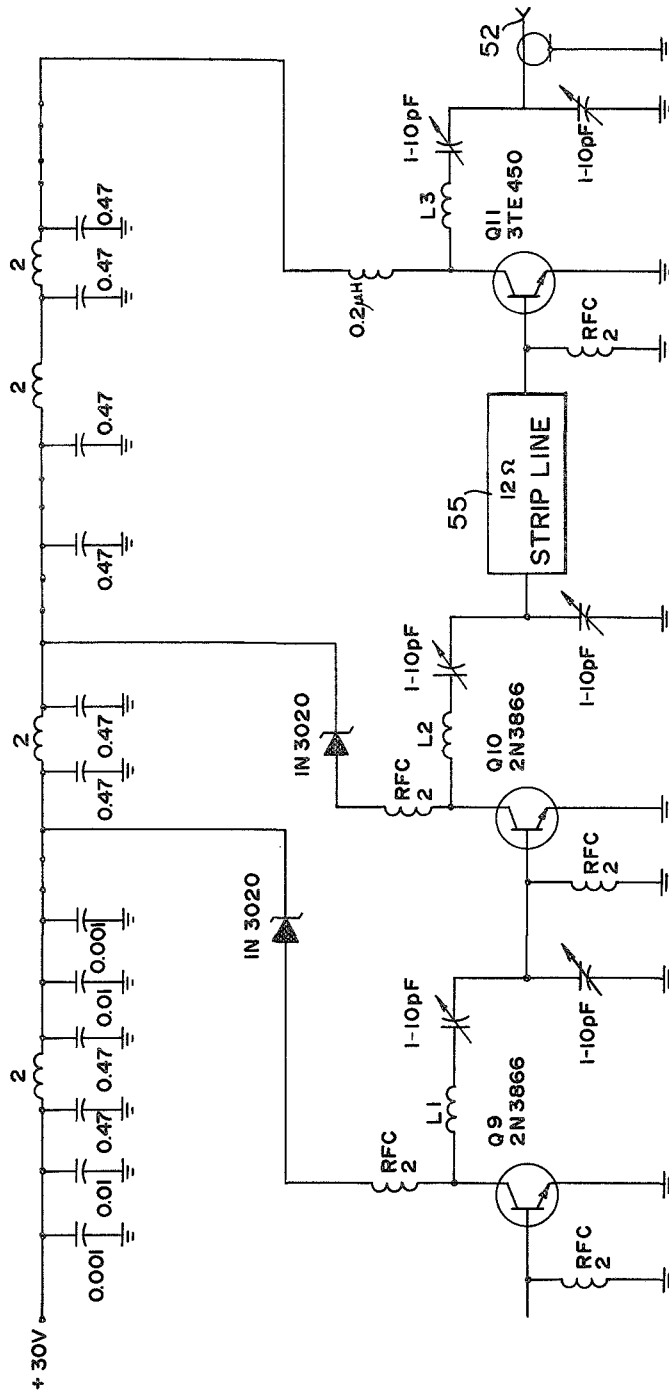 + 30V
0.001
0.01
0.47
2
0.47
0.01
0.001
0.47
2
0.47
0.47
0.47
2
0.47
2
0.47
IN 3020
IN 3020
RFC
2
RFC
2
0.2µH
L1
1-10pF
L2
1-10pF
L3
1-10pF
52
Q9
2N3866
Q10
2N3866
Q11
3TE450
55
12Ω
STRIP LINE
RFC
2
1-10pF
RFC
2
1-10pF
RFC
2
1-10pF